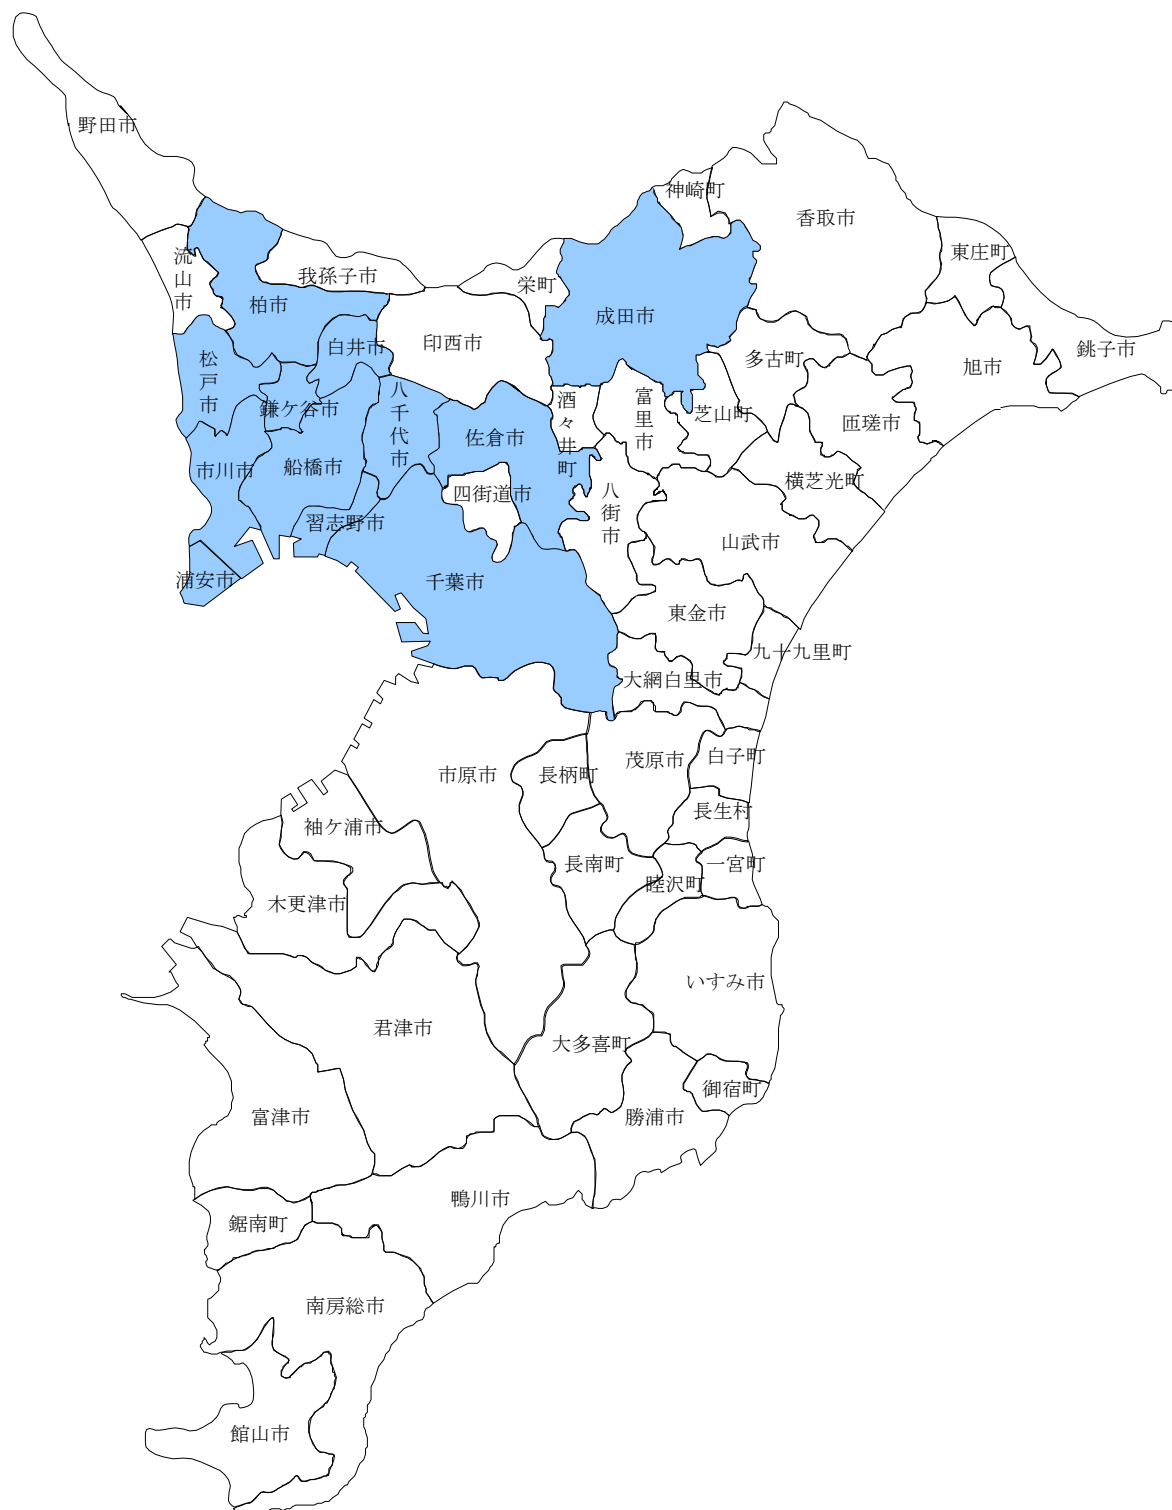 野田市
神崎町
香取市
東庄町
流山市
我孫子市
栄町
柏市
成田市
銚子市
白井市
印西市
多古町
旭市
松戸市
鎌ケ谷市
八千代市
酒々井町
富里市
芝山町
匝瑳市
佐倉市
市川市
船橋市
四街道市
八街市
横芝光町
習志野市
山武市
浦安市
千葉市
東金市
九十九里町
大網白里市
市原市
長柄町
茂原市
白子町
長生村
袖ケ浦市
長南町
一宮町
睦沢町
木更津市
いすみ市
君津市
大多喜町
御宿町
富津市
勝浦市
鴨川市
鋸南町
南房総市
館山市